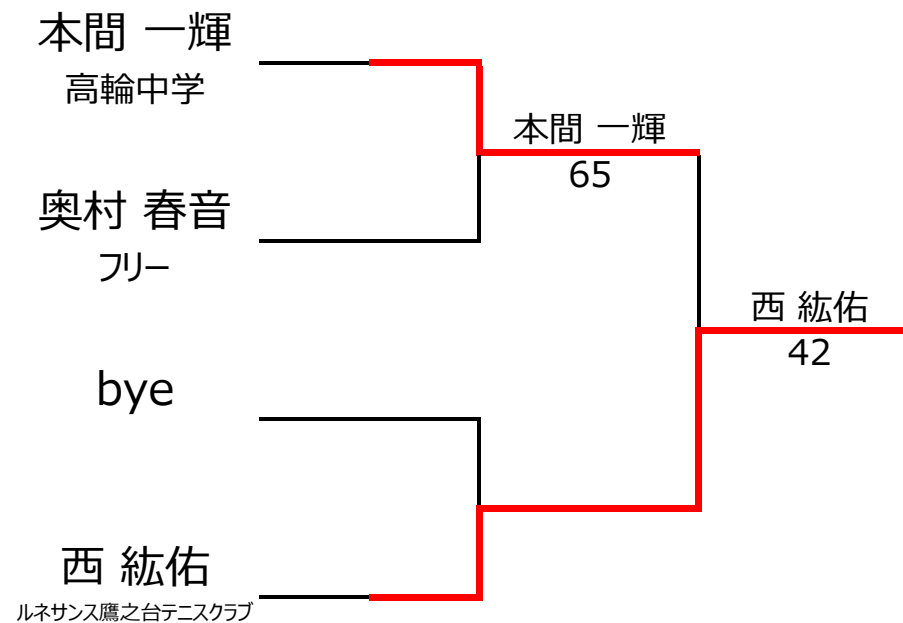 本間 一輝
高輪中学
本間 一輝
65
奥村 春音
フリー
西 紘佑
42
bye
西 紘佑
ルネサンス鷹之台テニスクラブ